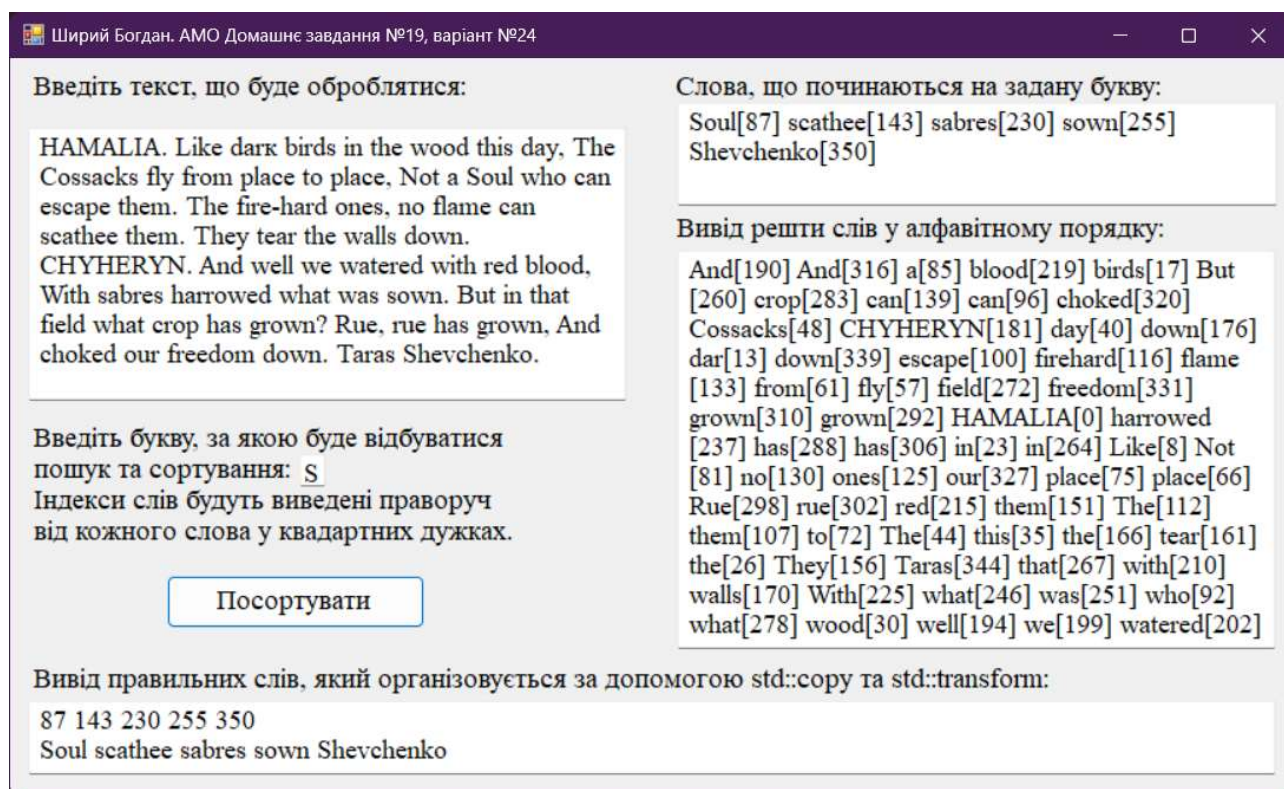 Ширий Богдан. АМО Домашнє завдання №19, варіант №24
Введіть текст, що буде оброблятися:
HAMALIA. Like darк birds in the wood this day, The
Cossacks fly from place to place, Not a Soul who can
escape them. The fire-hard ones, no flame can
scathee them. They tear the walls down.
CHYHERYN. And well we watered with red blood,
With sabres harrowed what was sown. But in that
field what crop has grown? Rue, rue has grown, And
choked our freedom down. Taras Shevchenko.
Введіть букву, за якою буде відбуватися
пошук та сортування: S
Індекси слів будуть виведені праворуч
від кожного слова у квадартних дужках.
Посортувати
Слова, що починаються на задану букву:
Soul[87] scathee[143] sabres[230] sown[255]
Shevchenko[350]
Вивід решти слів у алфавітному порядку:
And[190] And[316] a[85] blood[219] birds[17] But
[260] crop[283] can[139] can[96] choked[320]
Cossacks[48] CHYHERYN[181] day[40] down[176]
dar[13] down[339] escape[100] firehard[116] flame
[133] from[61] fly[57] field[272] freedom[331]
grown[310] grown[292] HAMALIA[0] harrowed
[237] has[288] has[306] in[23] in[264] Like[8] Not
[81] no[130] ones[125] our[327] place[75] place[66]
Rue[298] rue[302] red[215] them[151] The[112]
them[107] to[72] The[44] this[35] the[166] tear[161]
the[26] They[156] Taras[344] that[267] with[210]
walls[170] With[225] what[246] was[251] who[92]
what[278] wood[30] well[194] we[199] watered[202]
Вивід правильних слів, який організовується за допомогою std::copy та std::transform:
87 143 230 255 350
Soul scathee sabres sown Shevchenko